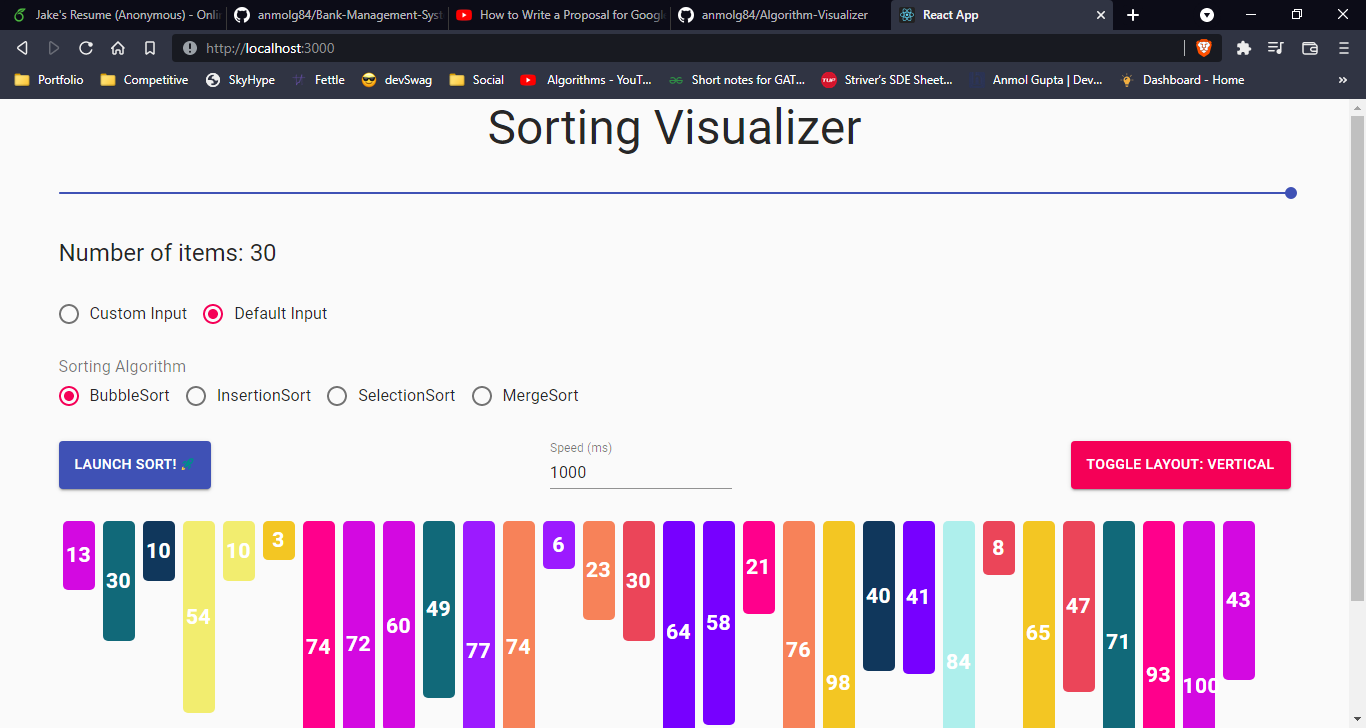 Jake's Resume (Anonymous) - Onli
anmolg84/Bank-Management-Syst
How to Write a Proposal for Google
anmolg84/Algorithm-Visualizer
React App
http://localhost:3000
Portfolio
Competitive
SkyHype
Fettle
devSwag
Social
Algorithms - YouT...
Short notes for GAT...
Striver's SDE Sheet...
Anmol Gupta | Dev...
Dashboard - Home
»
Sorting Visualizer
Number of items: 30
Custom Input
Default Input
Sorting Algorithm
BubbleSort
InsertionSort
SelectionSort
MergeSort
LAUNCH SORT! 🚀
Speed (ms)
1000
TOGGLE LAYOUT: VERTICAL
13
30
10
54
10
3
74
72
60
49
77
74
6
23
30
64
58
21
76
98
40
41
84
8
65
47
71
93
100
43